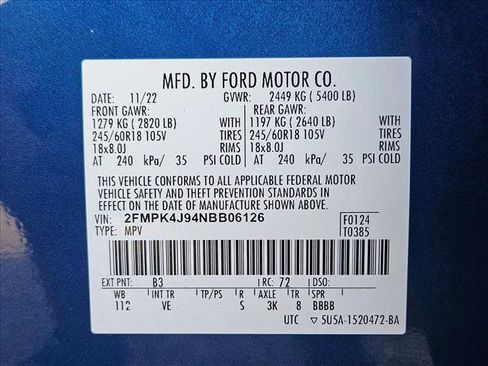 MFD. BY FORD MOTOR CO.
DATE: 11/22 GVWR: 2449 KG ( 5400 LB)
FRONT GAWR: REAR GAWR:
1279 KG ( 2820 LB) WITH 1197 KG ( 2640 LB) WITH
245/60R18 105V TIRES 245/60R18 105V TIRES
18x8.0J RIMS 18x8.0J RIMS
AT 240 kPa/ 35 PSI COLD AT 240 kPa/ 35 PSI COLD
THIS VEHICLE CONFORMS TO ALL APPLICABLE FEDERAL MOTOR
VEHICLE SAFETY AND THEFT PREVENTION STANDARDS IN
EFFECT ON THE DATE OF MANUFACTURE SHOWN ABOVE.
VIN: 2FMPK4J94NBB06126 F0124
TYPE: MPV T0385
EXT PNT: B3 RC: 72 DSO:
WB INT TR TP/PS R AXLE TR SPR
112 VE S 3K 8 BBBB
UTC ▽ 5U5A-1520472-BA